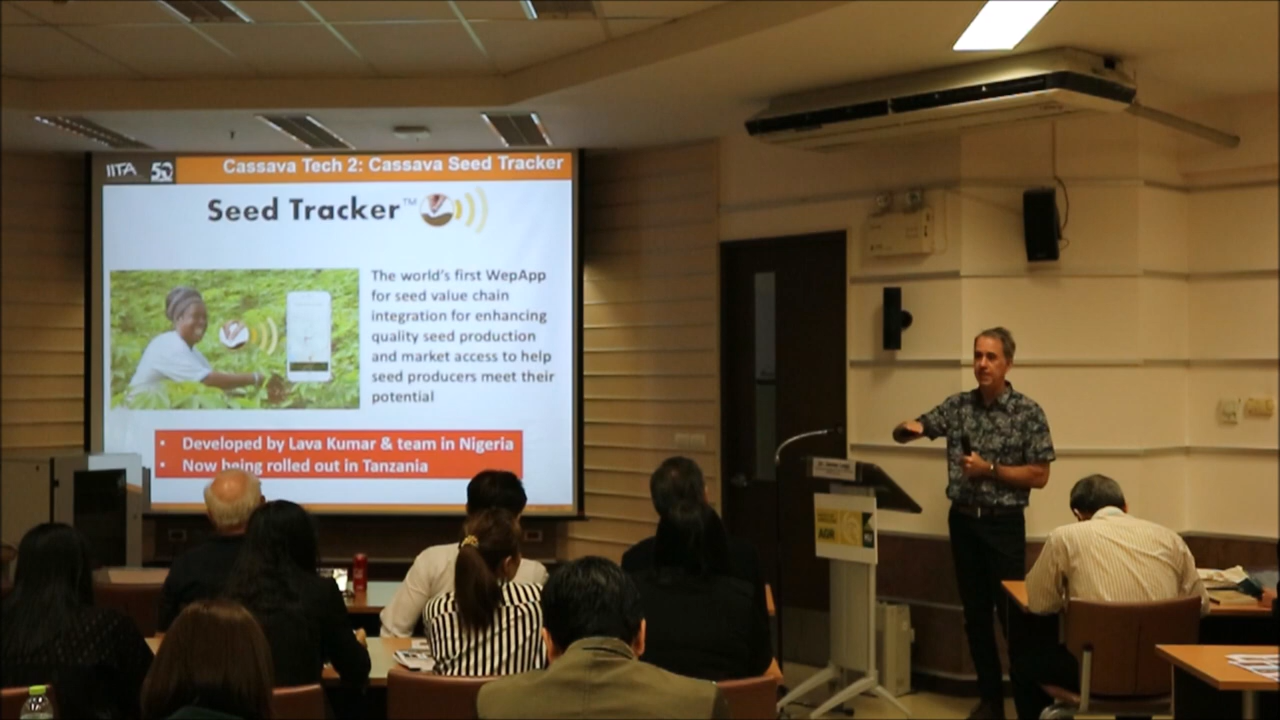 IITA 50 Cassava Tech 2: Cassava Seed Tracker
Seed Tracker™
The world's first WepApp
for seed value chain
integration for enhancing
quality seed production
and market access to help
seed producers meet their
potential
• Developed by Lava Kumar & team in Nigeria
• Now being rolled out in Tanzania
AGR
KU